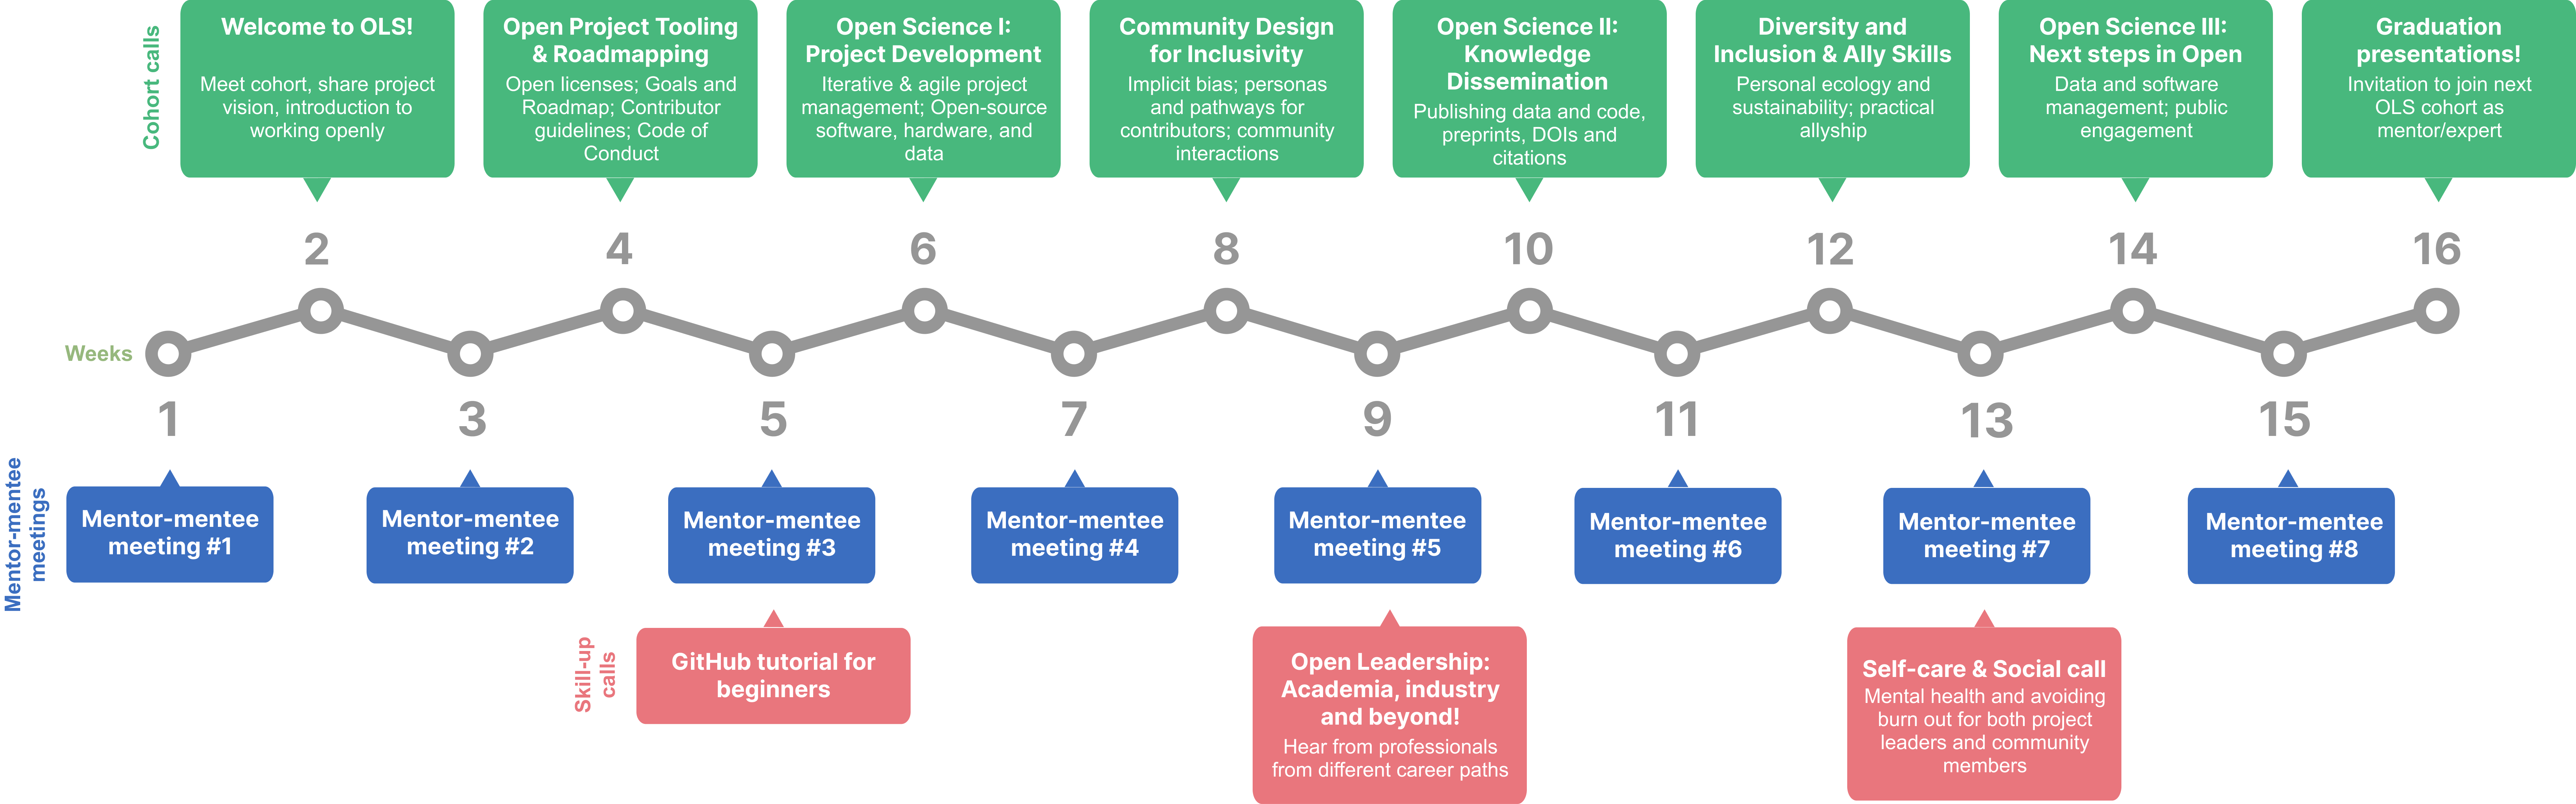 Cohort calls
Welcome to OLS!
Meet cohort, share project
vision, introduction to
working openly
Open Project Tooling
& Roadmapping
Open licenses; Goals and
Roadmap; Contributor
guidelines; Code of
Conduct
Open Science I:
Project Development
Iterative & agile project
management; Open-source
software, hardware, and
data
Community Design
for Inclusivity
Implicit bias; personas
and pathways for
contributors; community
interactions
Open Science II:
Knowledge
Dissemination
Publishing data and code,
preprints, DOIs and
citations
Diversity and
Inclusion & Ally Skills
Personal ecology and
sustainability; practical
allyship
Open Science III:
Next steps in Open
Data and software
management; public
engagement
Graduation
presentations!
Invitation to join next
OLS cohort as
mentor/expert
2
4
6
8
10
12
14
16
Weeks
1
3
5
7
9
11
13
15
Mentor-mentee
meetings
Mentor-mentee
meeting #1
Mentor-mentee
meeting #2
Mentor-mentee
meeting #3
Mentor-mentee
meeting #4
Mentor-mentee
meeting #5
Mentor-mentee
meeting #6
Mentor-mentee
meeting #7
Mentor-mentee
meeting #8
Skill-up
calls
GitHub tutorial for
beginners
Open Leadership:
Academia, industry
and beyond!
Hear from professionals
from different career paths
Self-care & Social call
Mental health and avoiding
burn out for both project
leaders and community
members